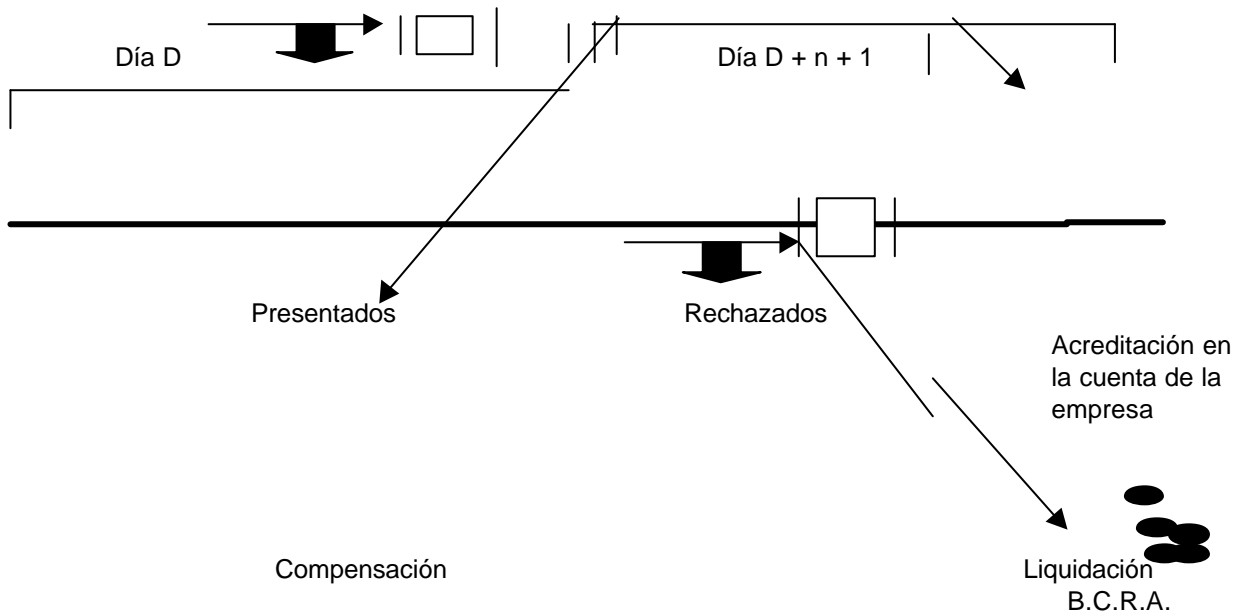 Día D
Día D + n + 1
Presentados
Rechazados
Acreditación en
la cuenta de la
empresa
Compensación
Liquidación
B.C.R.A.